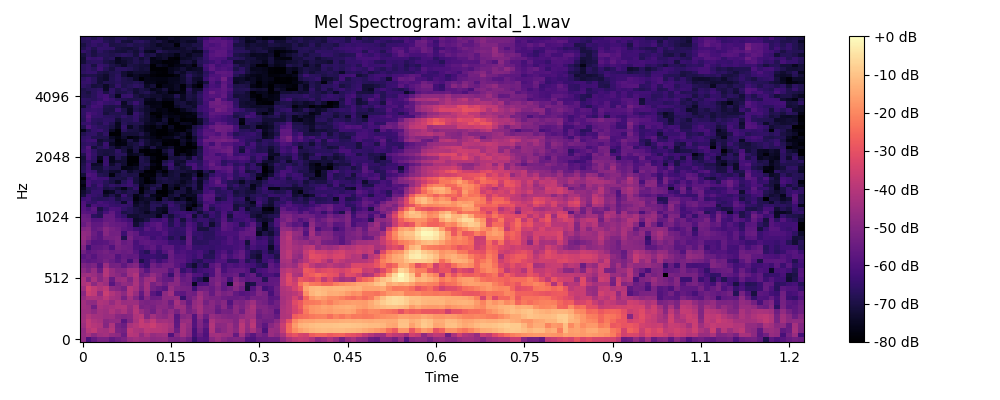 Mel Spectrogram: avital_1.wav
Hz
4096
2048
1024
512
0
0 0.15 0.3 0.45 0.6 0.75 0.9 1.1 1.2
Time
+0 dB
-10 dB
-20 dB
-30 dB
-40 dB
-50 dB
-60 dB
-70 dB
-80 dB